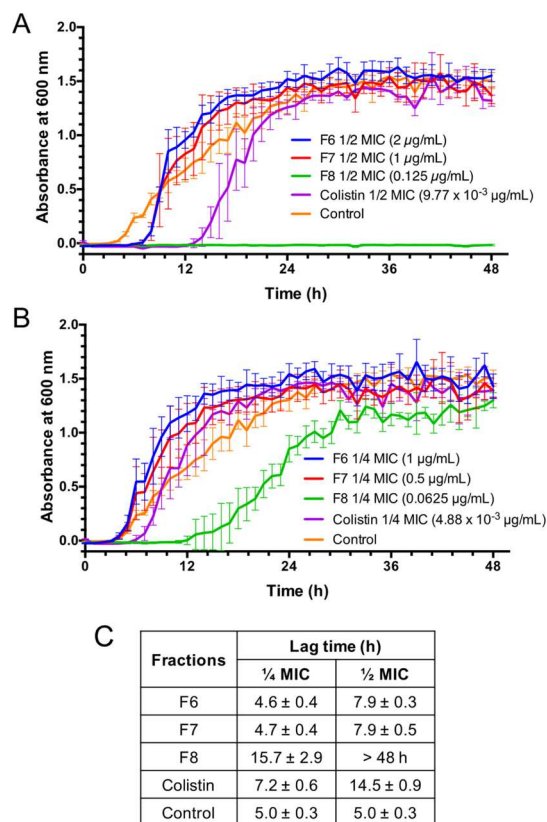 A
Absorbance at 600 nm
2.0
1.5
1.0
0.5
0.0
F6 1/2 MIC (2 µg/mL)
F7 1/2 MIC (1 µg/mL)
F8 1/2 MIC (0.125 µg/mL)
Colistin 1/2 MIC (9.77 x 10⁻³ µg/mL)
Control
0 12 24 36 48
Time (h)
B
Absorbance at 600 nm
2.0
1.5
1.0
0.5
0.0
F6 1/4 MIC (1 µg/mL)
F7 1/4 MIC (0.5 µg/mL)
F8 1/4 MIC (0.0625 µg/mL)
Colistin 1/4 MIC (4.88 x 10⁻³ µg/mL)
Control
0 12 24 36 48
Time (h)
C
Fractions Lag time (h)
¼ MIC ½ MIC
F6 4.6 ± 0.4 7.9 ± 0.3
F7 4.7 ± 0.4 7.9 ± 0.5
F8 15.7 ± 2.9 > 48 h
Colistin 7.2 ± 0.6 14.5 ± 0.9
Control 5.0 ± 0.3 5.0 ± 0.3